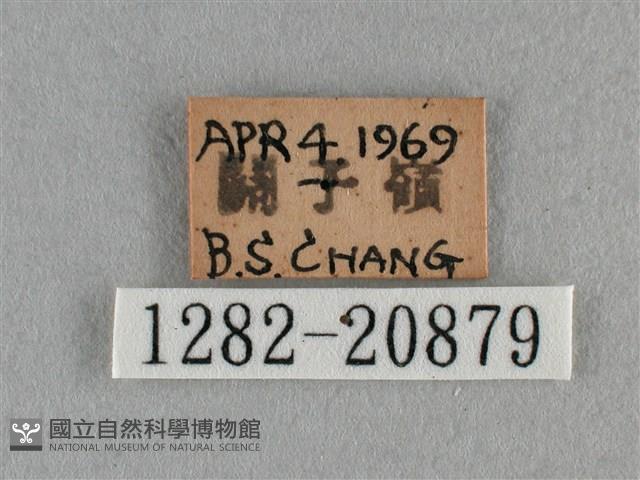 APR 4. 1969
關子嶺
B.S. CHANG
1282-20879
國立自然科學博物館
NATIONAL MUSEUM OF NATURAL SCIENCE